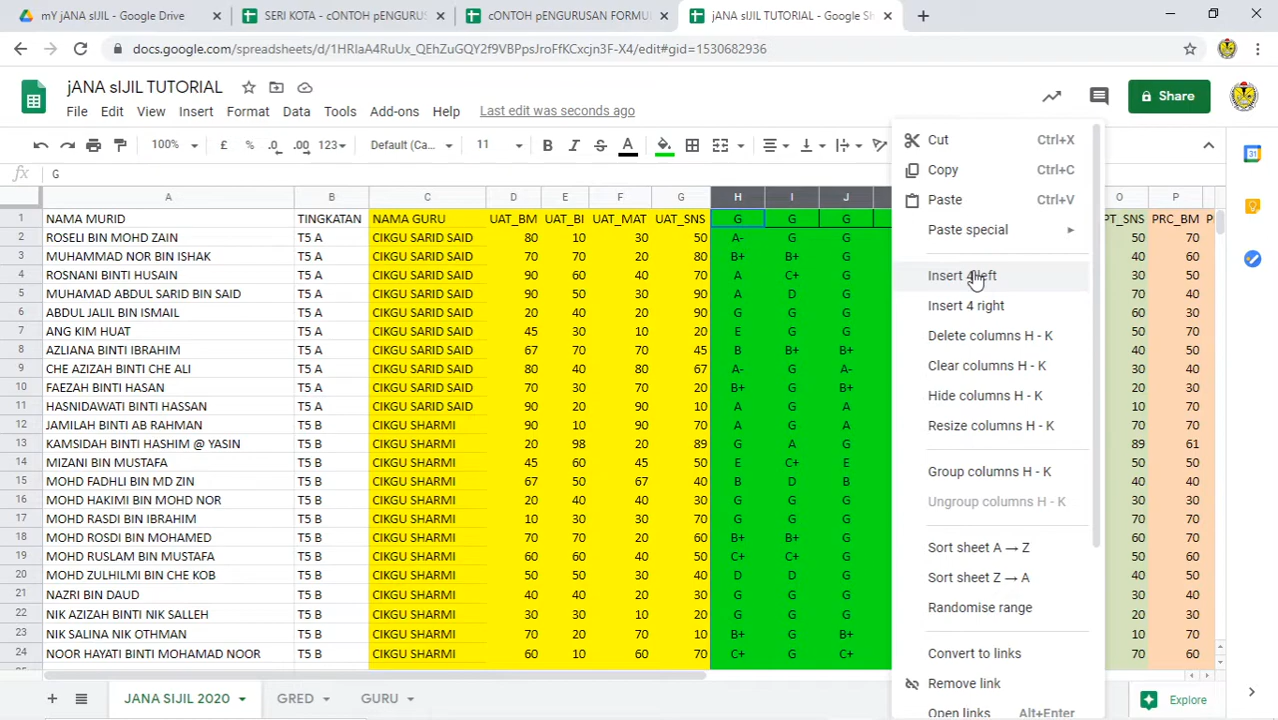 mY jANA sIJIL - Google Drive
SERI KOTA - cONTOH pENGURUS
cONTOH pENGURUSAN FORMU
jANA sIJIL TUTORIAL - Google Sh
docs.google.com/spreadsheets/d/1HRlaA4RuUx_QEhZuGQY2f9VBPpsJroFfKCxcjn3F-X4/edit#gid=1530682936
jANA sIJIL TUTORIAL
File Edit View Insert Format Data Tools Add-ons Help Last edit was seconds ago
Share
100% £ % .0 .00 123 Default (Ca... 11 B I S A
fx G
A B C D E F G H I J O P
1 NAMA MURID TINGKATAN NAMA GURU UAT_BM UAT_BI UAT_MAT UAT_SNS G G G PT_SNS PRC_BM P
2 ROSELI BIN MOHD ZAIN T5 A CIKGU SARID SAID 80 10 30 50 A- G G 50 70
3 MUHAMMAD NOR BIN ISHAK T5 A CIKGU SARID SAID 70 70 20 80 B+ B+ G 40 60
4 ROSNANI BINTI HUSAIN T5 A CIKGU SARID SAID 90 60 40 70 A C+ G 30 50
5 MUHAMAD ABDUL SARID BIN SAID T5 A CIKGU SARID SAID 90 50 30 90 A D G 70 40
6 ABDUL JALIL BIN ISMAIL T5 A CIKGU SARID SAID 20 40 20 90 G G G 60 30
7 ANG KIM HUAT T5 A CIKGU SARID SAID 45 30 10 20 E G G 50 70
8 AZLIANA BINTI IBRAHIM T5 A CIKGU SARID SAID 67 70 70 45 B B+ B+ 40 50
9 CHE AZIZAH BINTI CHE ALI T5 A CIKGU SARID SAID 80 40 80 67 A- G A- 30 40
10 FAEZAH BINTI HASAN T5 A CIKGU SARID SAID 70 30 70 20 B+ G B+ 20 30
11 HASNIDAWATI BINTI HASSAN T5 A CIKGU SARID SAID 90 20 90 10 A G A 10 70
12 JAMILAH BINTI AB RAHMAN T5 B CIKGU SHARMI 90 10 90 70 A G A 70 70
13 KAMSIDAH BINTI HASHIM @ YASIN T5 B CIKGU SHARMI 20 98 20 89 G A G 89 61
14 MIZANI BIN MUSTAFA T5 B CIKGU SHARMI 45 60 45 50 E C+ E 50 50
15 MOHD FADHLI BIN MD ZIN T5 B CIKGU SHARMI 67 50 67 40 B D B 40 40
16 MOHD HAKIMI BIN MOHD NOR T5 B CIKGU SHARMI 20 40 40 30 G G G 30 30
17 MOHD RASDI BIN IBRAHIM T5 B CIKGU SHARMI 10 30 30 70 G G G 70 70
18 MOHD ROSDI BIN MOHMED T5 B CIKGU SHARMI 70 70 20 60 B+ B+ G 60 70
19 MOHD RUSLAM BIN MUSTAFA T5 B CIKGU SHARMI 60 60 40 50 C+ C+ G 50 60
20 MOHD ZULHILMI BIN CHE KOB T5 B CIKGU SHARMI 50 50 30 40 D D G 40 50
21 NAZRI BIN DAUD T5 B CIKGU SHARMI 40 40 20 30 G G G 30 40
22 NIK AZIZAH BINTI NIK SALLEH T5 B CIKGU SHARMI 30 30 10 20 G G G 20 30
23 NIK SALINA NIK OTHMAN T5 B CIKGU SHARMI 70 20 70 10 B+ G B+ 10 70
24 NOOR HAYATI BINTI MOHAMAD NOOR T5 B CIKGU SHARMI 60 10 60 70 C+ G C+ 70 60
Cut Ctrl+X
Copy Ctrl+C
Paste Ctrl+V
Paste special
Insert 4 left
Insert 4 right
Delete columns H - K
Clear columns H - K
Hide columns H - K
Resize columns H - K
Group columns H - K
Ungroup columns H - K
Sort sheet A → Z
Sort sheet Z → A
Randomise range
Convert to links
Remove link
Open links Alt+Enter
JANA SIJIL 2020 GRED GURU Explore